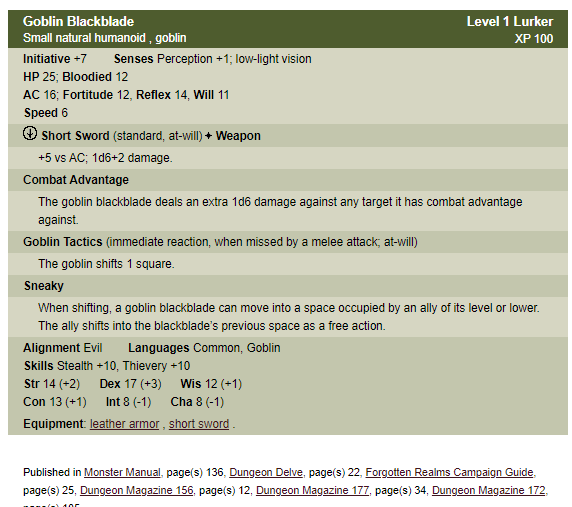 Goblin Blackblade Level 1 Lurker
Small natural humanoid , goblin XP 100
Initiative +7 Senses Perception +1; low-light vision
HP 25; Bloodied 12
AC 16; Fortitude 12, Reflex 14, Will 11
Speed 6
Short Sword (standard, at-will) ✦ Weapon
+5 vs AC; 1d6+2 damage.
Combat Advantage
The goblin blackblade deals an extra 1d6 damage against any target it has combat advantage
against.
Goblin Tactics (immediate reaction, when missed by a melee attack; at-will)
The goblin shifts 1 square.
Sneaky
When shifting, a goblin blackblade can move into a space occupied by an ally of its level or lower.
The ally shifts into the blackblade’s previous space as a free action.
Alignment Evil Languages Common, Goblin
Skills Stealth +10, Thievery +10
Str 14 (+2) Dex 17 (+3) Wis 12 (+1)
Con 13 (+1) Int 8 (-1) Cha 8 (-1)
Equipment: leather armor , short sword .
Published in Monster Manual, page(s) 136, Dungeon Delve, page(s) 22, Forgotten Realms Campaign Guide,
page(s) 25, Dungeon Magazine 156, page(s) 12, Dungeon Magazine 177, page(s) 34, Dungeon Magazine 172,